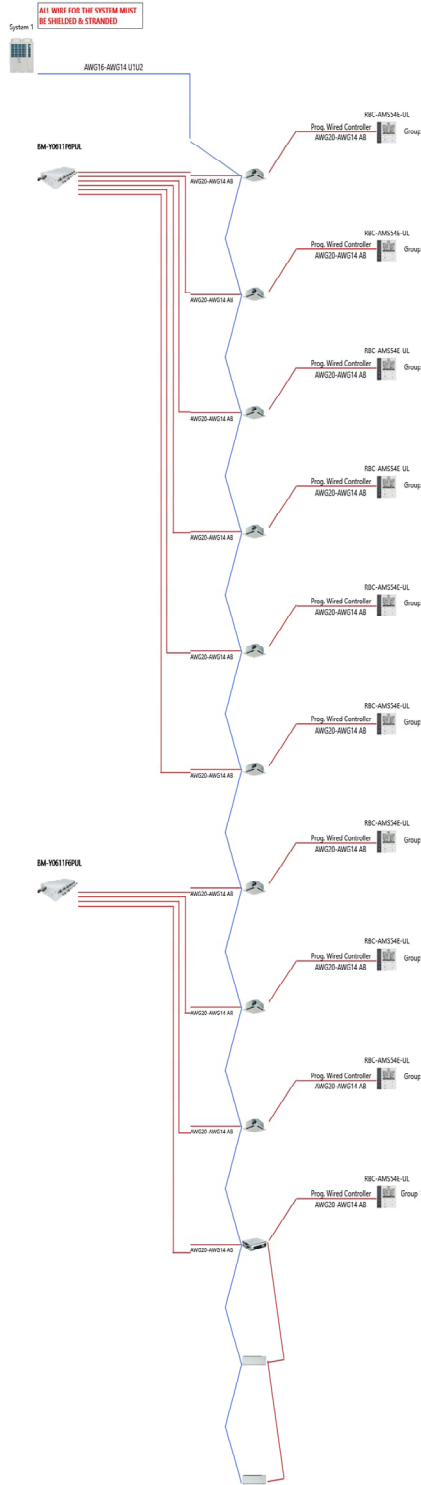 ALL WIRE FOR THE SYSTEM MUST
BE SHIELDED & STRANDED
System 1
AWG16-AWG14 U1U2
RBC-AMS54E-UL
Prog. Wired Controller
Group
AWG20-AWG14 AB
BM-Y0611F6PUL
AWG20-AWG14 AB
RBC-AMS54E-UL
Prog. Wired Controller
Group
AWG20-AWG14 AB
AWG20-AWG14 AB
RBC-AMS54E-UL
Prog. Wired Controller
Group
AWG20-AWG14 AB
AWG20-AWG14 AB
RBC-AMS54E-UL
Prog. Wired Controller
Group
AWG20-AWG14 AB
AWG20-AWG14 AB
RBC-AMS54E-UL
Prog. Wired Controller
Group
AWG20-AWG14 AB
AWG20-AWG14 AB
RBC-AMS54E-UL
Prog. Wired Controller
Group
AWG20-AWG14 AB
AWG20-AWG14 AB
RBC-AMS54E-UL
Prog. Wired Controller
Group
AWG20-AWG14 AB
BM-Y0611F6PUL
AWG20-AWG14 AB
RBC-AMS54E-UL
Prog. Wired Controller
Group
AWG20-AWG14 AB
AWG20-AWG14 AB
RBC-AMS54E-UL
Prog. Wired Controller
Group
AWG20-AWG14 AB
AWG20-AWG14 AB
RBC-AMS54E-UL
Prog. Wired Controller
Group
AWG20-AWG14 AB
AWG20-AWG14 AB